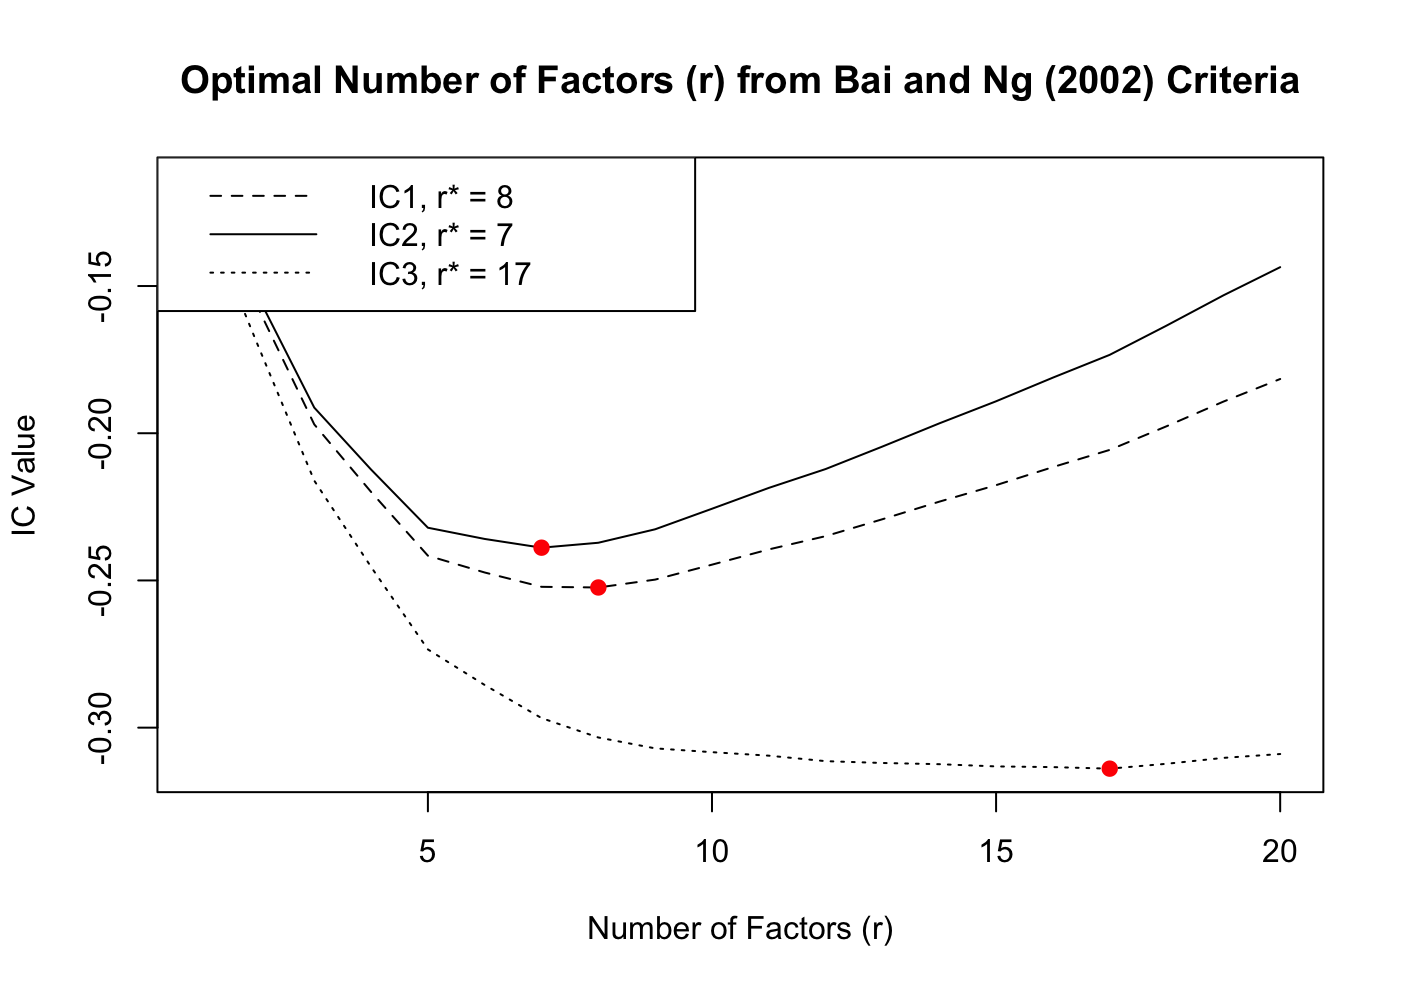 Optimal Number of Factors (r) from Bai and Ng (2002) Criteria
IC1, r* = 8
IC2, r* = 7
IC3, r* = 17
IC Value
-0.15
-0.20
-0.25
-0.30
5 10 15 20
Number of Factors (r)